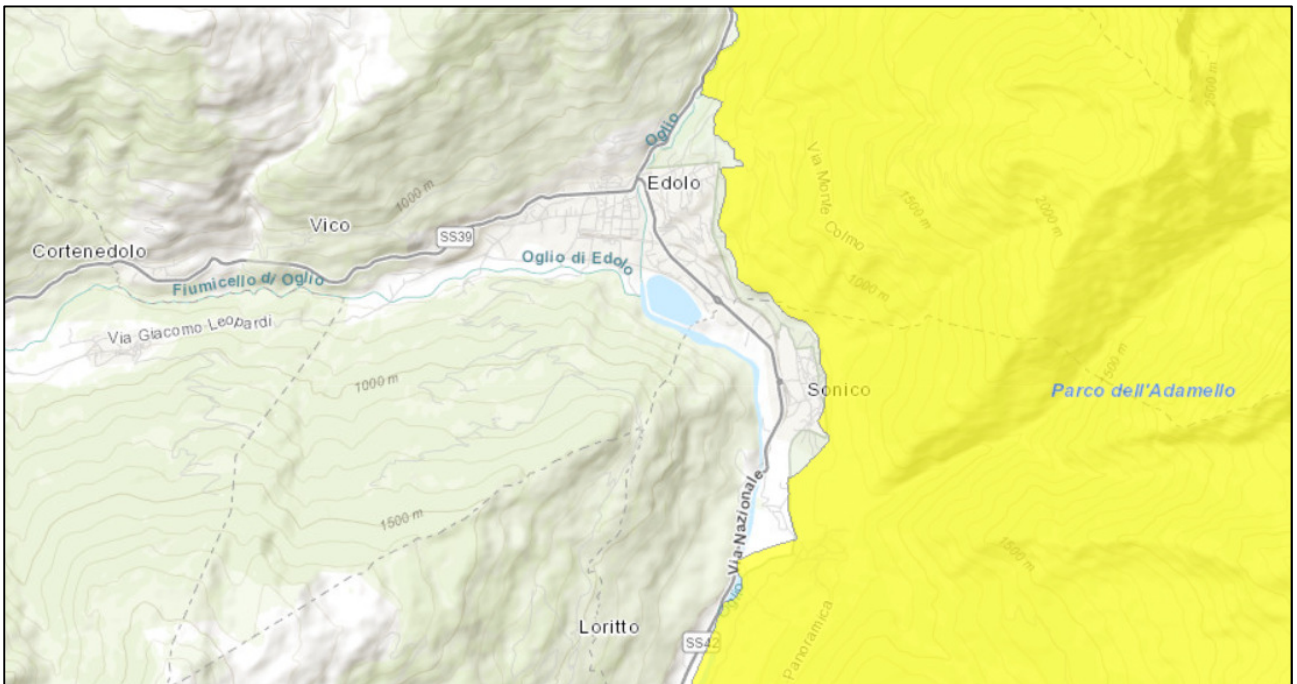 2500 m
Oglio
Via Monte Colmo
Edolo
1500 m
2000 m
1000 m
Vico
SS39
Cortenedolo
Oglio di Edolo
Fiumicello di Oglio
1000 m
Via Giacomo Leopardi
1500 m
1000 m
Sonico
Parco dell'Adamello
1500 m
Via Nazionale
1500 m
Oglio
Loritto
SS42
Panoramica